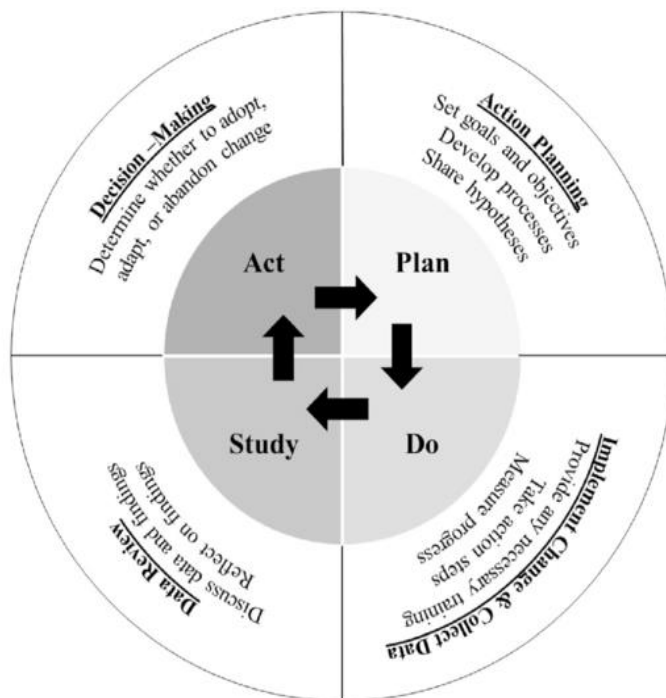 Decision –Making
Determine whether to adopt,
adapt, or abandon change
Action Planning
Set goals and objectives
Develop processes
Share hypotheses
Act
Plan
Study
Do
Data Review
Discuss data and findings
Reflect on findings
Implement Change & Collect Data
Provide any necessary training
Take action steps
Measure progress